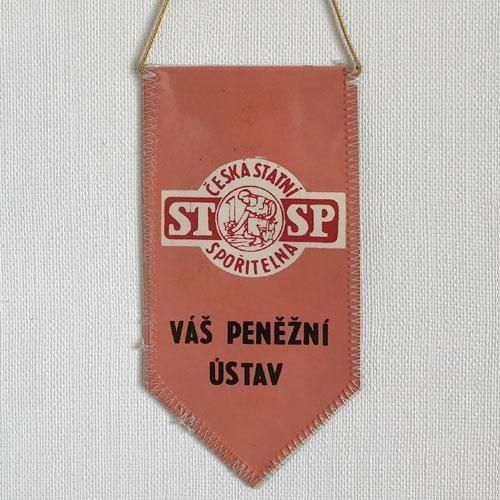 ČESKÁ STÁTNÍ
ST SP
SPOŘITELNA
VÁŠ PENĚŽNÍ
ÚSTAV